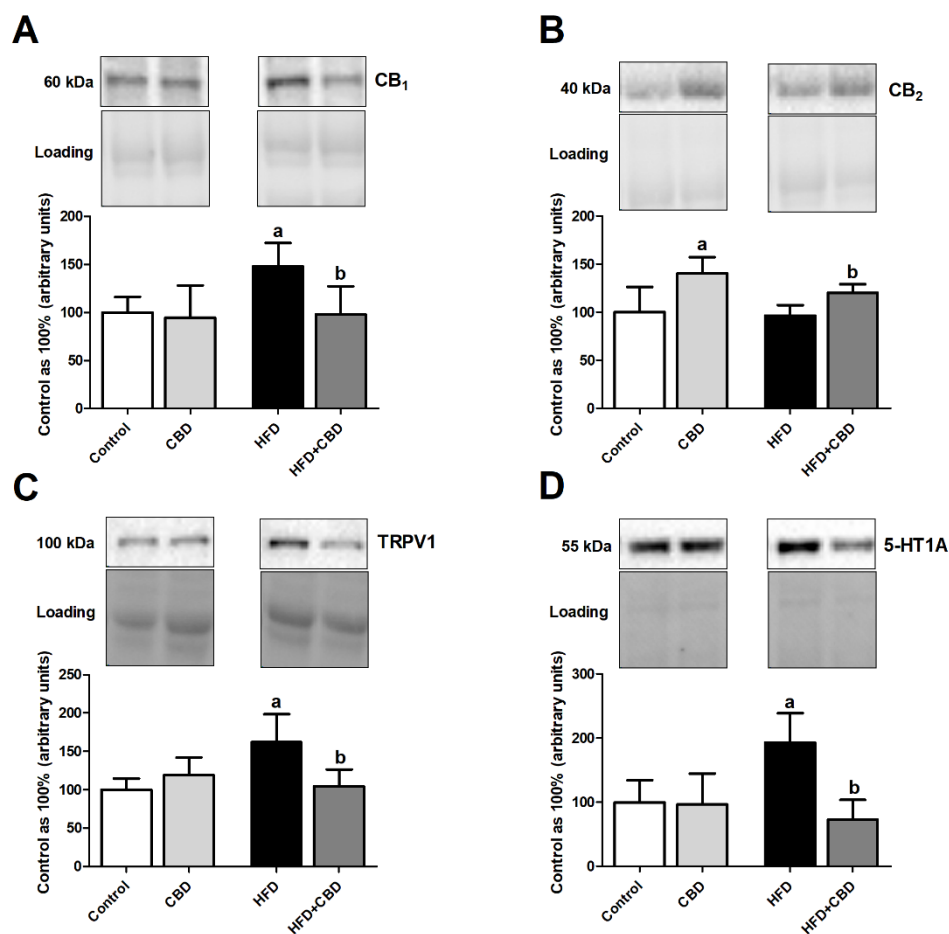 A
60 kDa
CB1
Loading
Control as 100% (arbitrary units)
200
150
100
50
0
a
b
Control
CBD
HFD
HFD+CBD
B
40 kDa
CB2
Loading
Control as 100% (arbitrary units)
200
150
100
50
0
a
b
Control
CBD
HFD
HFD+CBD
C
100 kDa
TRPV1
Loading
Control as 100% (arbitrary units)
250
200
150
100
50
0
a
b
Control
CBD
HFD
HFD+CBD
D
55 kDa
5-HT1A
Loading
Control as 100% (arbitrary units)
300
200
100
0
a
b
Control
CBD
HFD
HFD+CBD